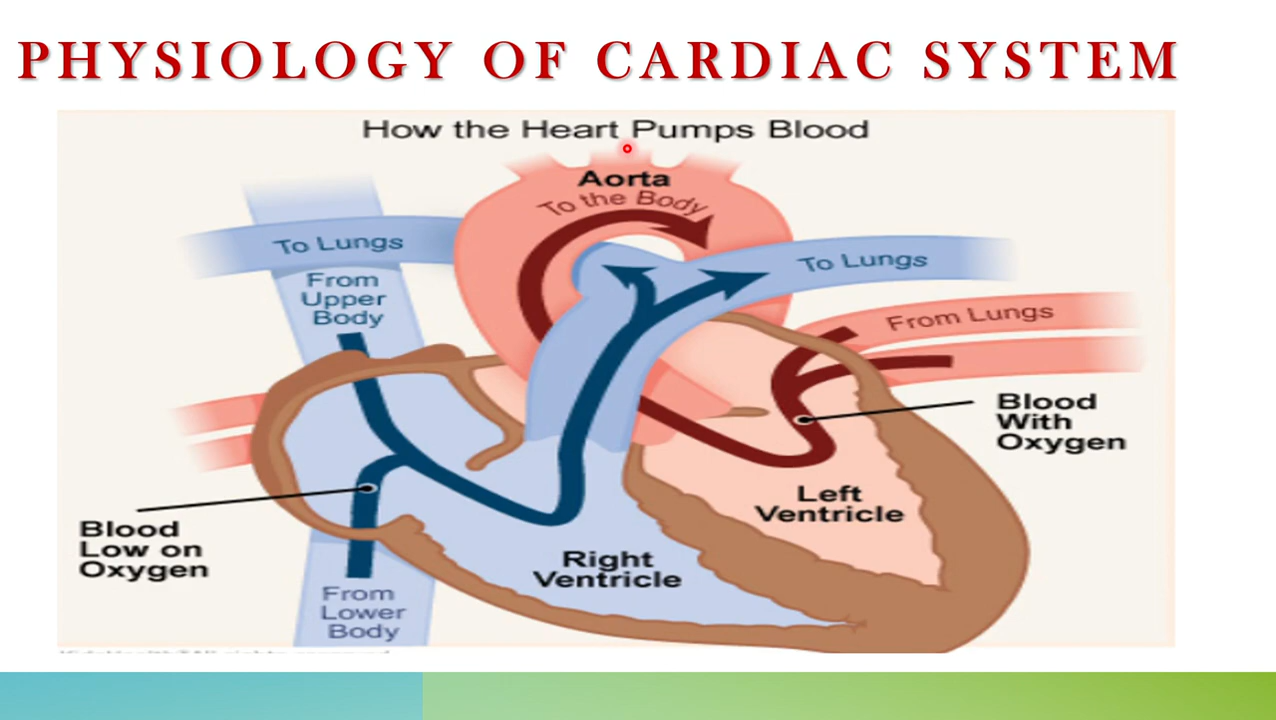 PHYSIOLOGY OF CARDIAC SYSTEM
How the Heart Pumps Blood
Aorta
To the Body
To Lungs
To Lungs
From
Upper
Body
From Lungs
Blood
With
Oxygen
Left
Ventricle
Blood
Low on
Oxygen
Right
Ventricle
From
Lower
Body